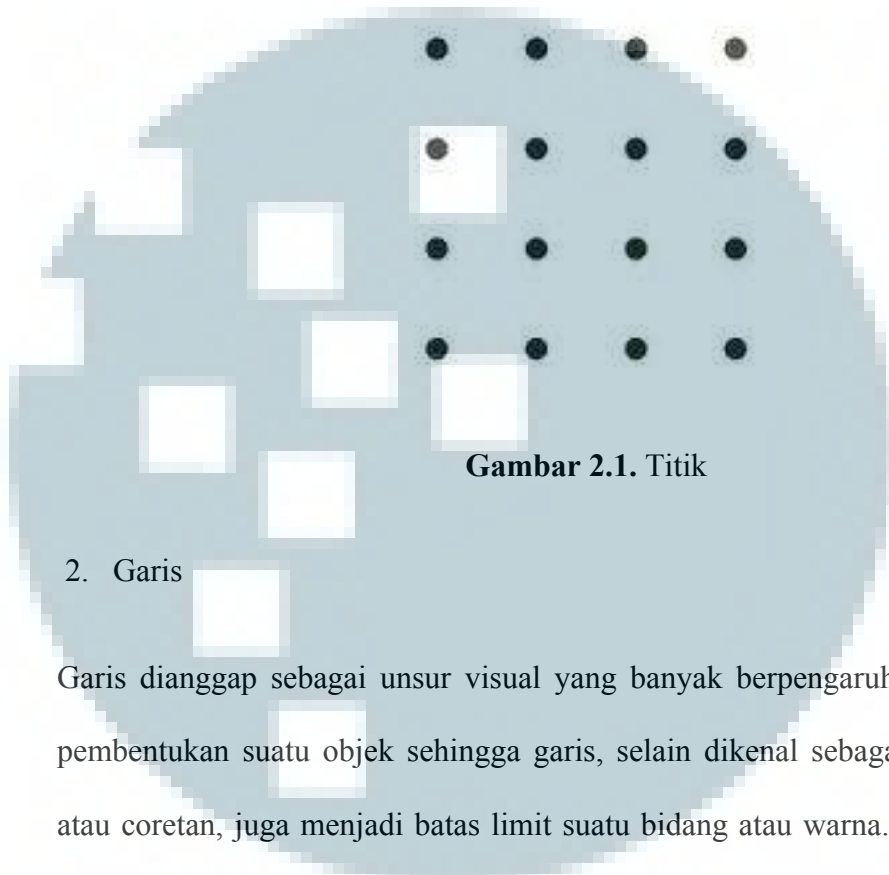 Gambar 2.1. Titik
2. Garis
Garis dianggap sebagai unsur visual yang banyak berpengaruh
pembentukan suatu objek sehingga garis, selain dikenal
atau coretan, juga menjadi batas limit suatu bidang atau warna.